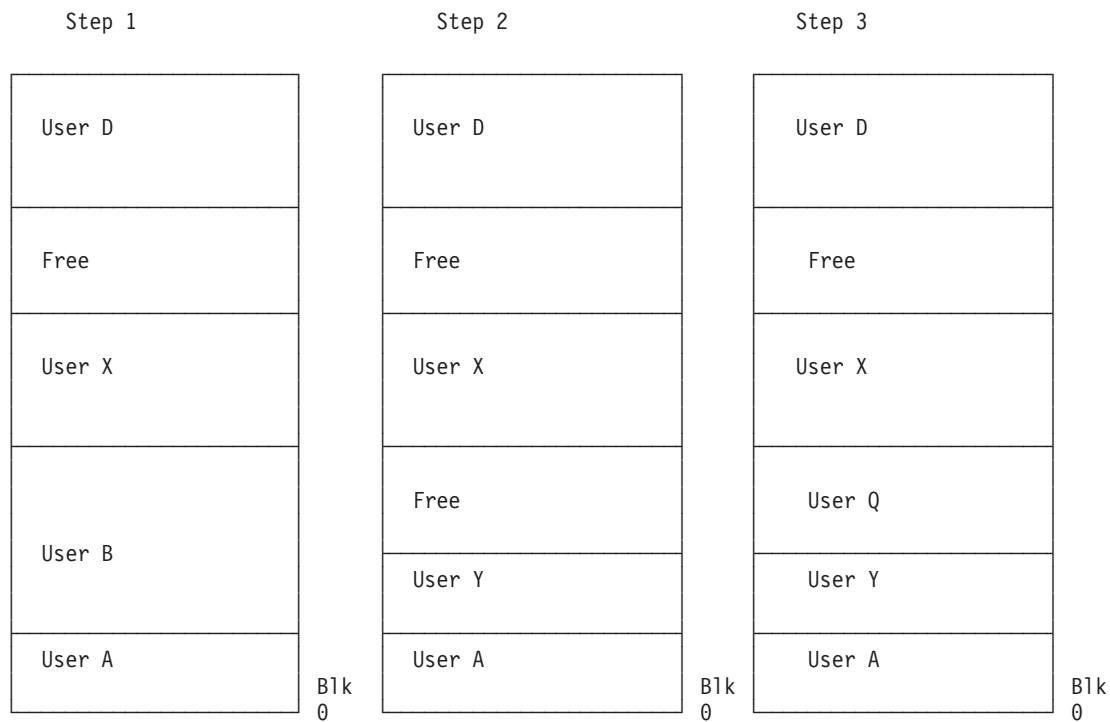 Step 1 Step 2 Step 3
User D User D User D
Free Free Free
User X User X User X
Free User Q
User B
User Y User Y
User A User A User A
Blk Blk Blk
0 0 0